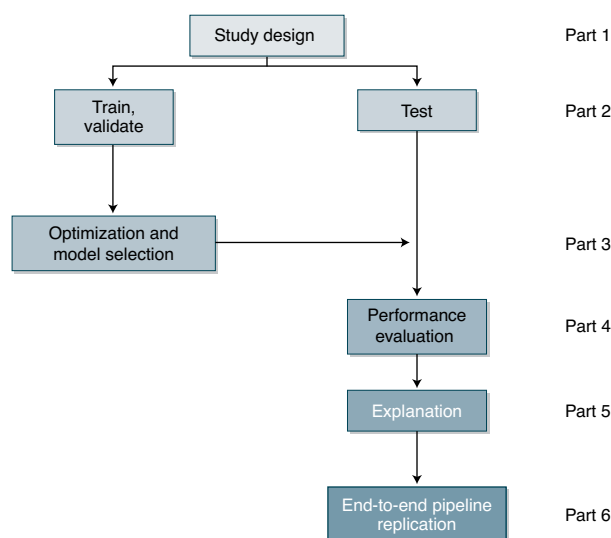 Study design
Part 1
Train,
validate
Test
Part 2
Optimization and
model selection
Part 3
Performance
evaluation
Part 4
Explanation
Part 5
End-to-end pipeline
replication
Part 6